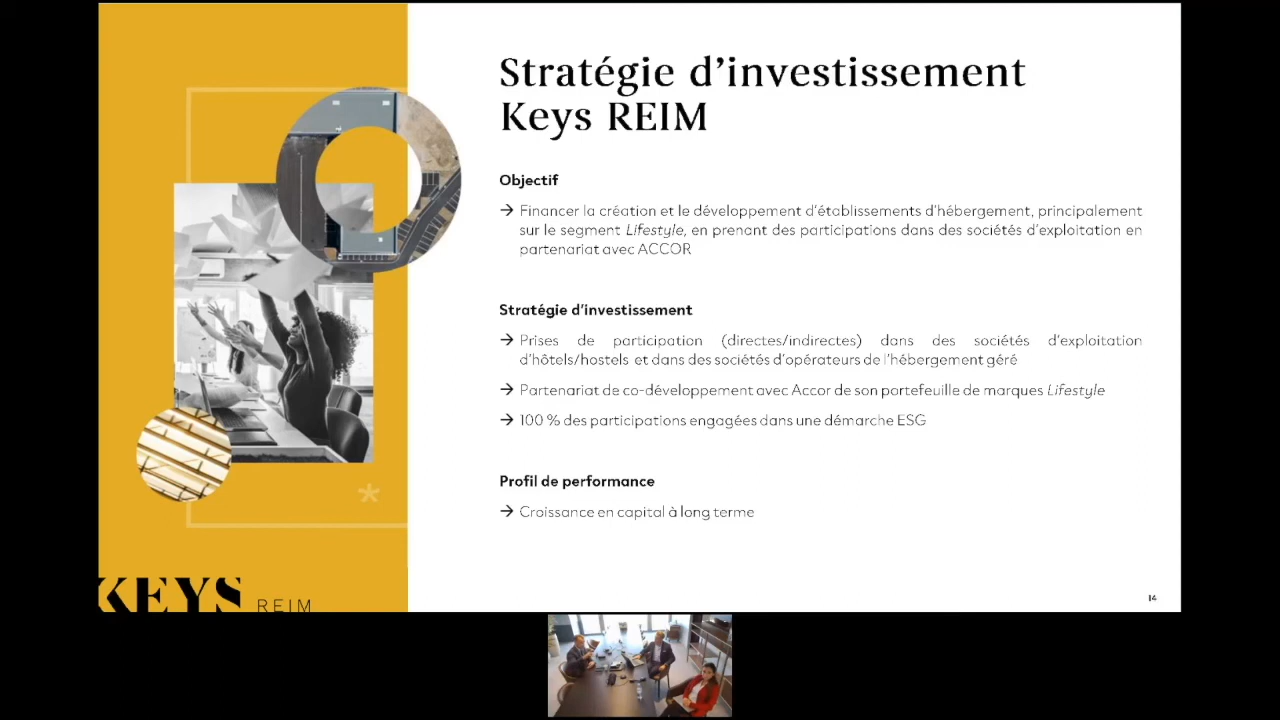 Stratégie d'investissement
Keys REIM
Objectif
→ Financer la création et le développement d'établissements d'hébergement, principalement
sur le segment Lifestyle, en prenant des participations dans des sociétés d'exploitation en
partenariat avec ACCOR
Stratégie d'investissement
→ Prises de participation (directes/indirectes) dans des sociétés d'exploitation
d'hôtels/hostels et dans des sociétés d'opérateurs de l'hébergement géré
→ Partenariat de co-développement avec Accor de son portefeuille de marques Lifestyle
→ 100 % des participations engagées dans une démarche ESG
Profil de performance
→ Croissance en capital à long terme
KEYS REIM
14